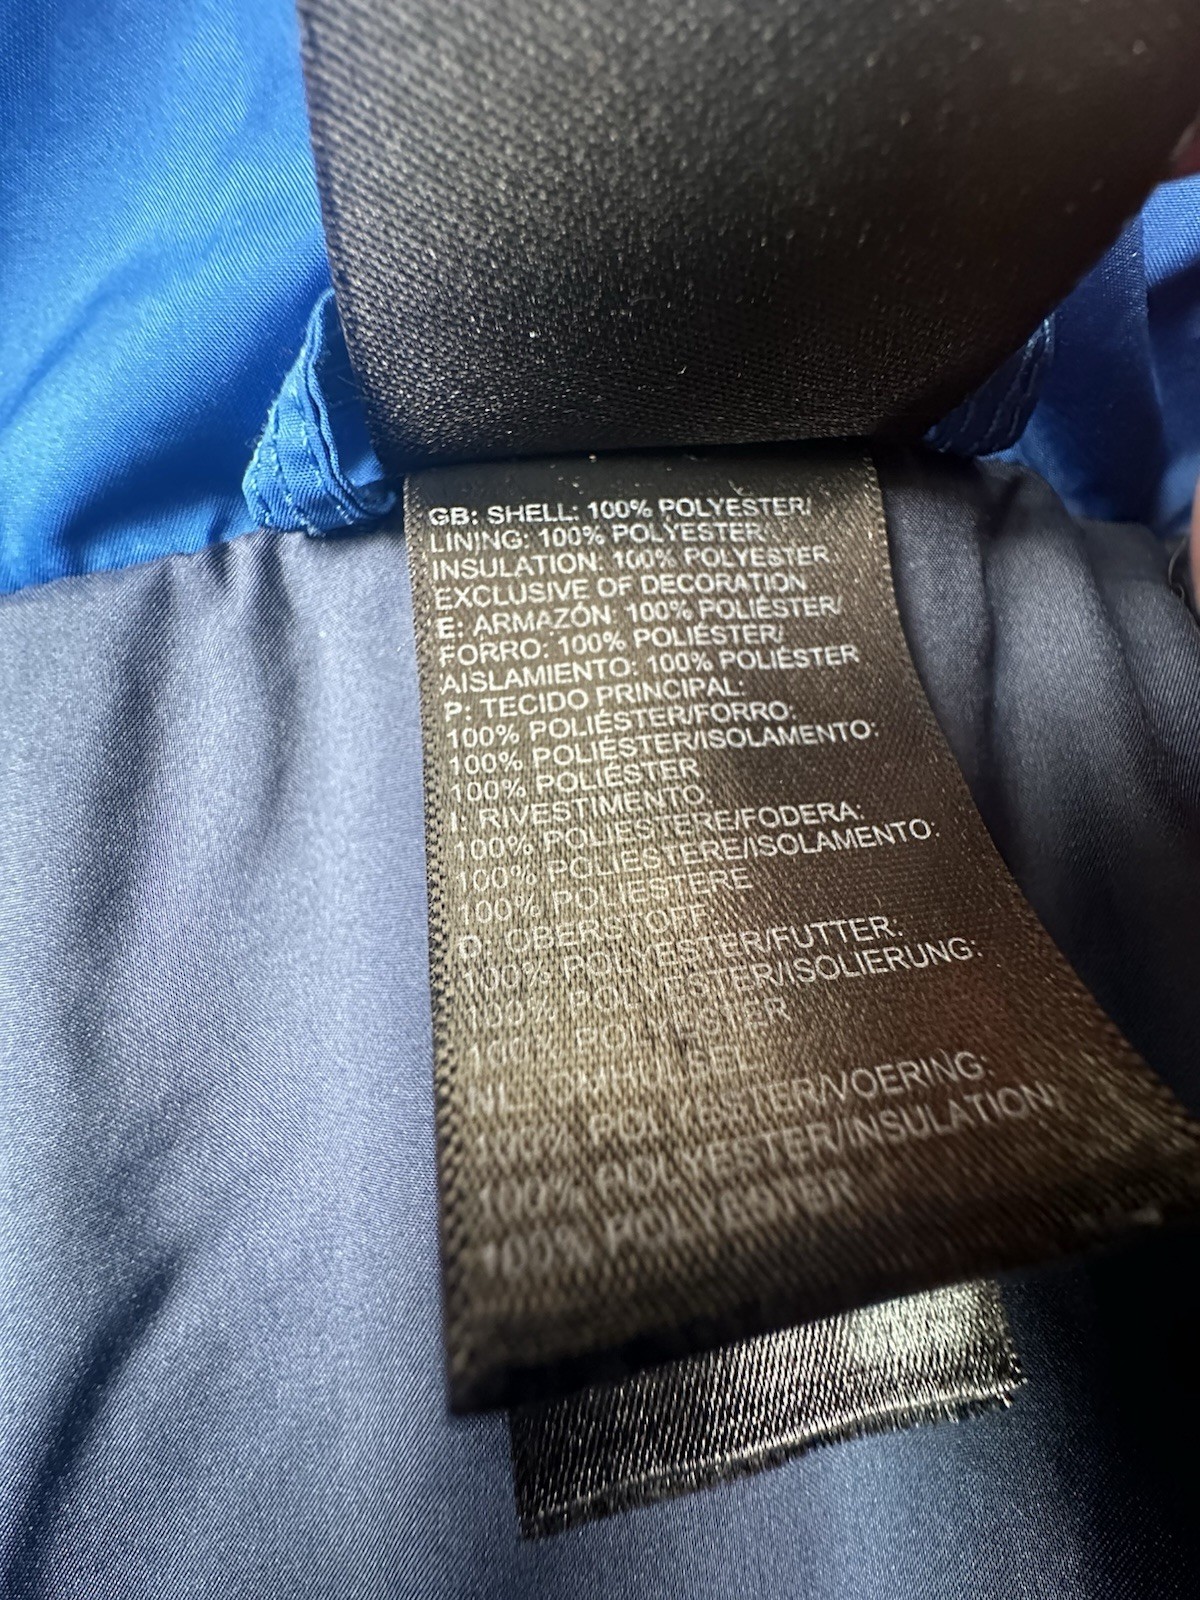 GB: SHELL: 100% POLYESTER/
LINING: 100% POLYESTER/
INSULATION: 100% POLYESTER
EXCLUSIVE OF DECORATION
E: ARMAZÓN: 100% POLIÉSTER/
FORRO: 100% POLIÉSTER/
AISLAMIENTO: 100% POLIÉSTER
P: TECIDO PRINCIPAL:
100% POLIÉSTER/FORRO:
100% POLIÉSTER/ISOLAMENTO:
100% POLIÉSTER
I: RIVESTIMENTO:
100% POLIESTERE/FODERA:
100% POLIESTERE/ISOLAMENTO:
100% POLIESTERE
D: OBERSTOFF:
100% POLYESTER/FUTTER:
100% POLYESTER/ISOLIERUNG:
100% POLYESTER
NL: OMHULSEL
100% POLYESTER/VOERING:
100% POLYESTER/INSULATION:
100% POLYESTER